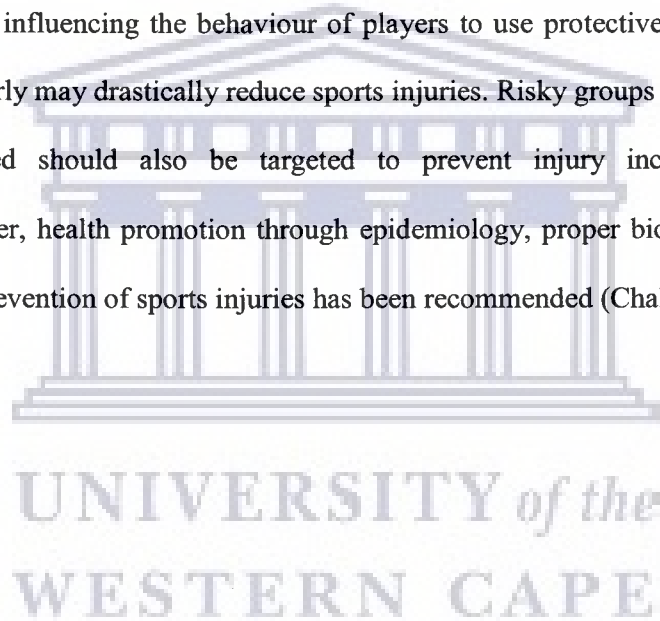 influencing the behaviour of players to use protective
rly may drastically reduce sports injuries. Risky groups
ed should also be targeted to prevent injury inc
er, health promotion through epidemiology, proper bio
evention of sports injuries has been recommended (Cha
UNIVERSITY of the
WESTERN CAPE